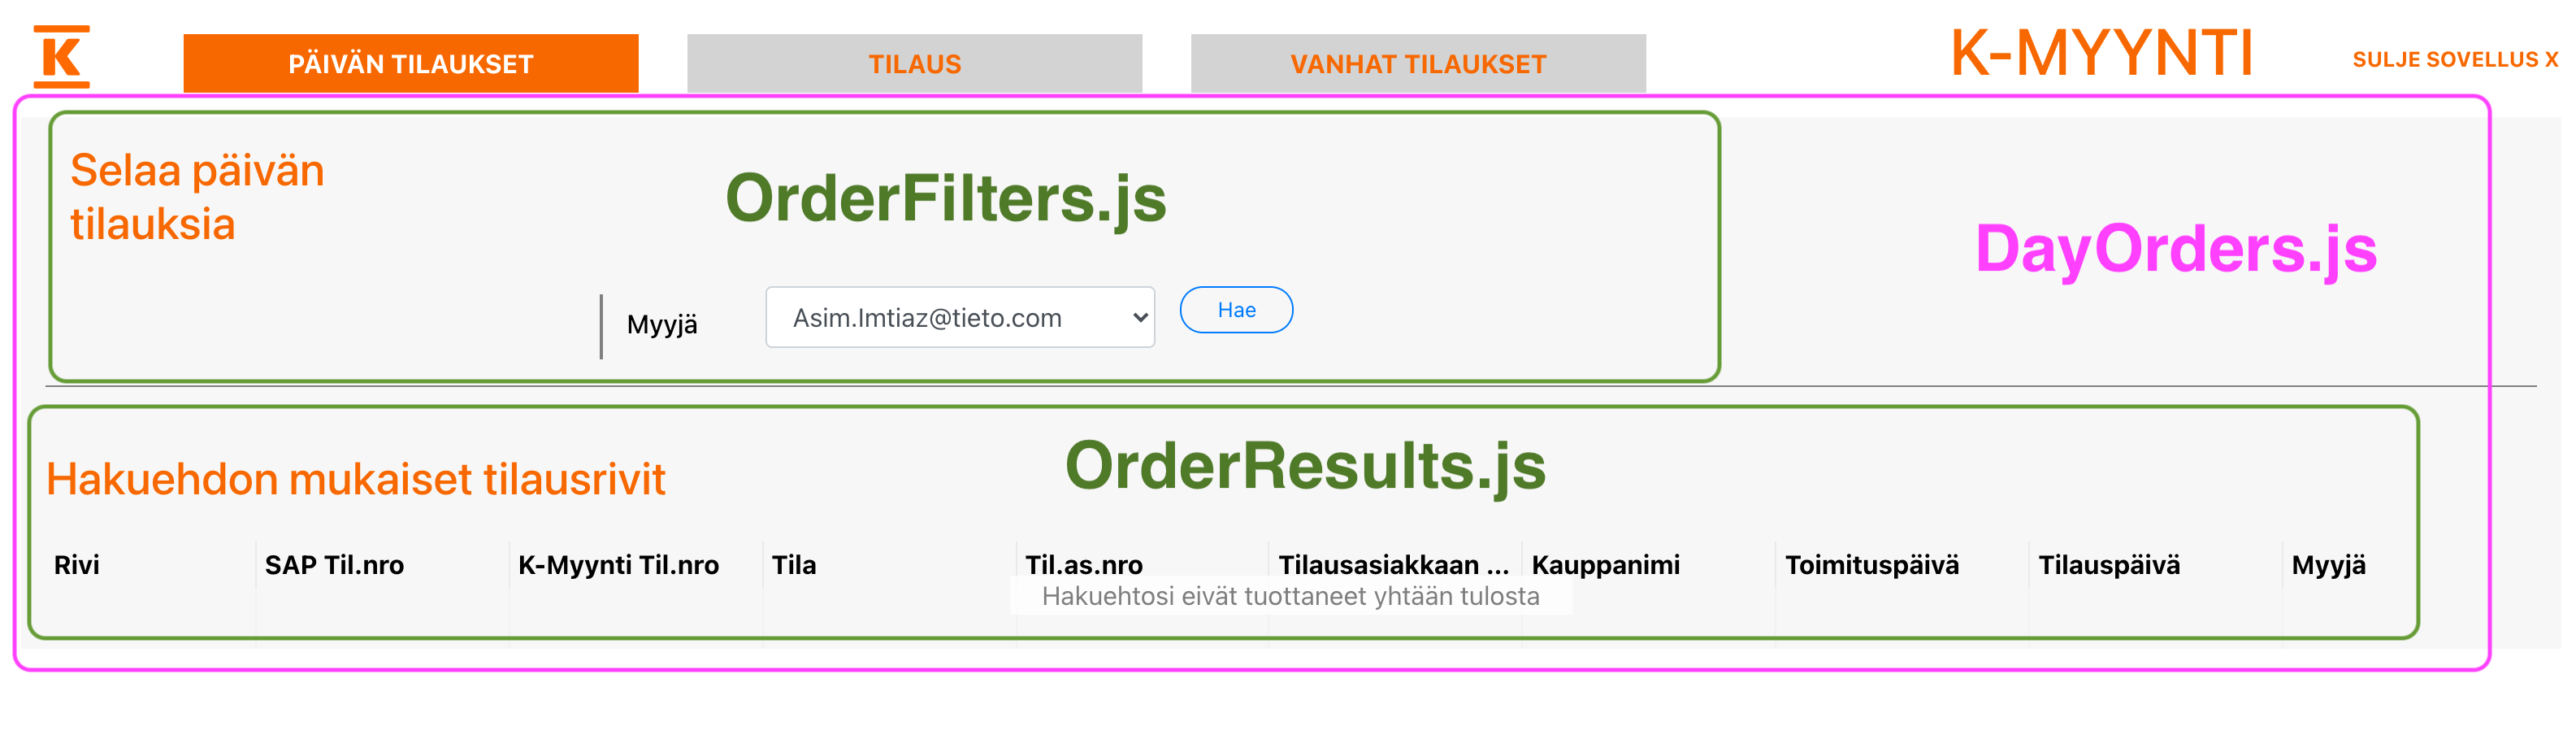 K
PÄIVÄN TILAUKSET
TILAUS
VANHAT TILAUKSET
K-MYYNTI
SULJE SOVELLUS X
Selaa päivän
tilauksia
OrderFilters.js
DayOrders.js
Myyjä
Asim.Imtiaz@tieto.com
Hae
Hakuehdon mukaiset tilausrivit
OrderResults.js
Rivi
SAP Til.nro
K-Myynti Til.nro
Tila
Til.as.nro
Tilausasiakkaan ...
Kauppanimi
Toimituspäivä
Tilauspäivä
Myyjä
Hakuehtosi eivät tuottaneet yhtään tulosta